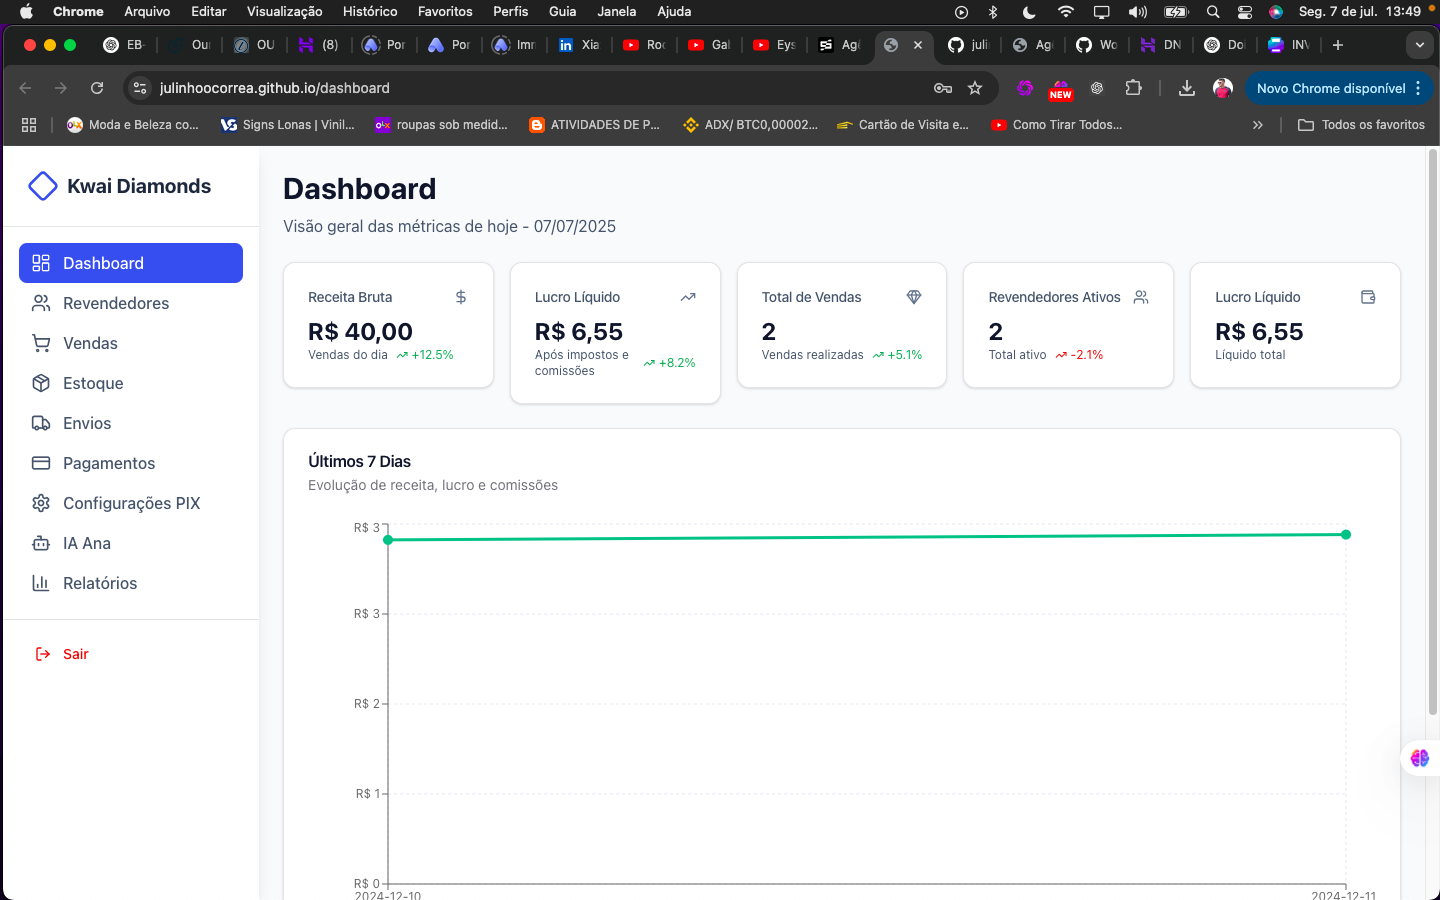 Chrome Arquivo Editar Visualização Histórico Favoritos Perfis Guia Janela Ajuda Seg. 7 de jul. 13:49
EB- Ou OU (8) Por Por Imr Xia Roc Gal Eys Agé juli Agé Wo DN Do INV
julinhoocorrea.github.io/dashboard NEW Novo Chrome disponível
Moda e Beleza co... Signs Lonas | Vinil... roupas sob medid... ATIVIDADES DE P... ADX/ BTC0,00002... Cartão de Visita e... Como Tirar Todos... » Todos os favoritos
Kwai Diamonds
Dashboard
Revendedores
Vendas
Estoque
Envios
Pagamentos
Configurações PIX
IA Ana
Relatórios
Sair
Dashboard
Visão geral das métricas de hoje - 07/07/2025
Receita Bruta
R$ 40,00
Vendas do dia +12.5%
Lucro Líquido
R$ 6,55
Após impostos e
comissões
+8.2%
Total de Vendas
2
Vendas realizadas +5.1%
Revendedores Ativos
2
Total ativo -2.1%
Lucro Líquido
R$ 6,55
Líquido total
Últimos 7 Dias
Evolução de receita, lucro e comissões
R$ 3
R$ 3
R$ 2
R$ 1
R$ 0
2024-12-10 2024-12-11